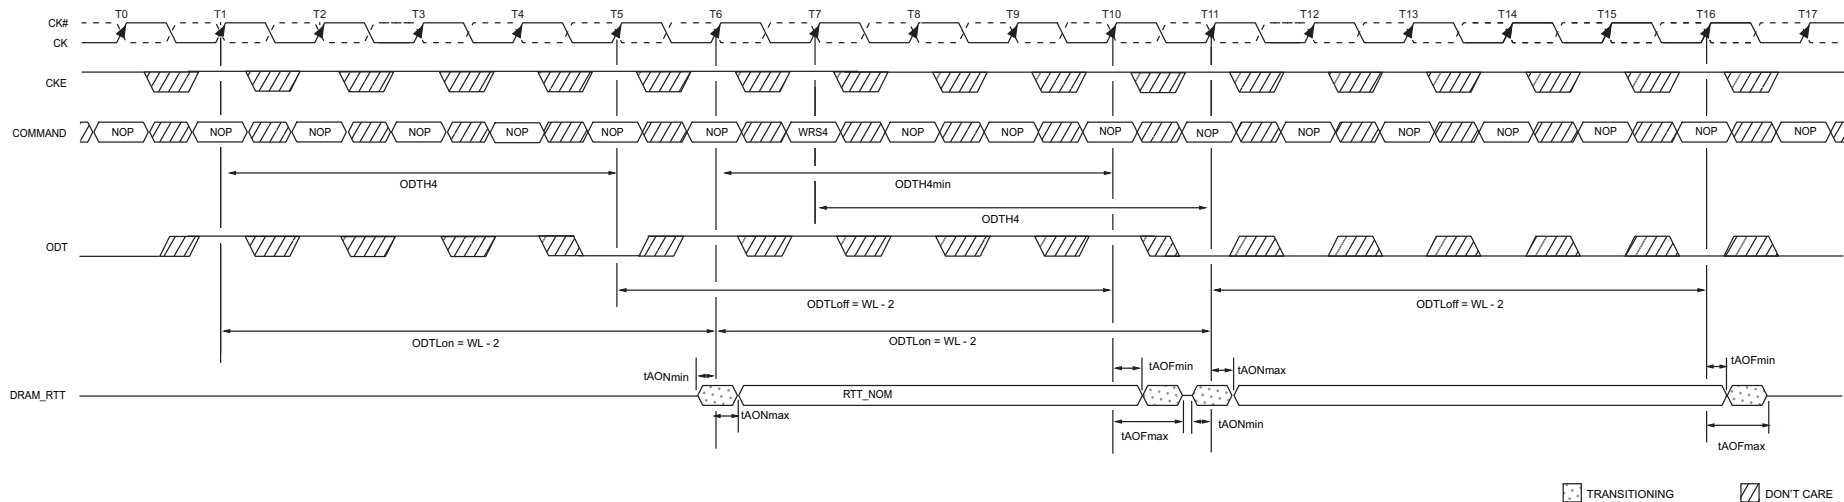 T0 T1 T2 T3 T4 T5 T6 T7 T8 T9 T10 T11 T12 T13 T14 T15 T16 T17
CK#
CK
CKE
COMMAND NOP NOP NOP NOP NOP NOP NOP WRS4 NOP NOP NOP NOP NOP NOP NOP NOP NOP NOP
ODTH4 ODTH4min
ODTH4
ODT
ODTLoff = WL - 2 ODTLoff = WL - 2
ODTLon = WL - 2 ODTLon = WL - 2
tAONmin tAOFmin tAONmax tAOFmin
DRAM_RTT RTT_NOM
tAONmax tAOFmax tAONmin tAOFmax
TRANSITIONING DON'T CARE